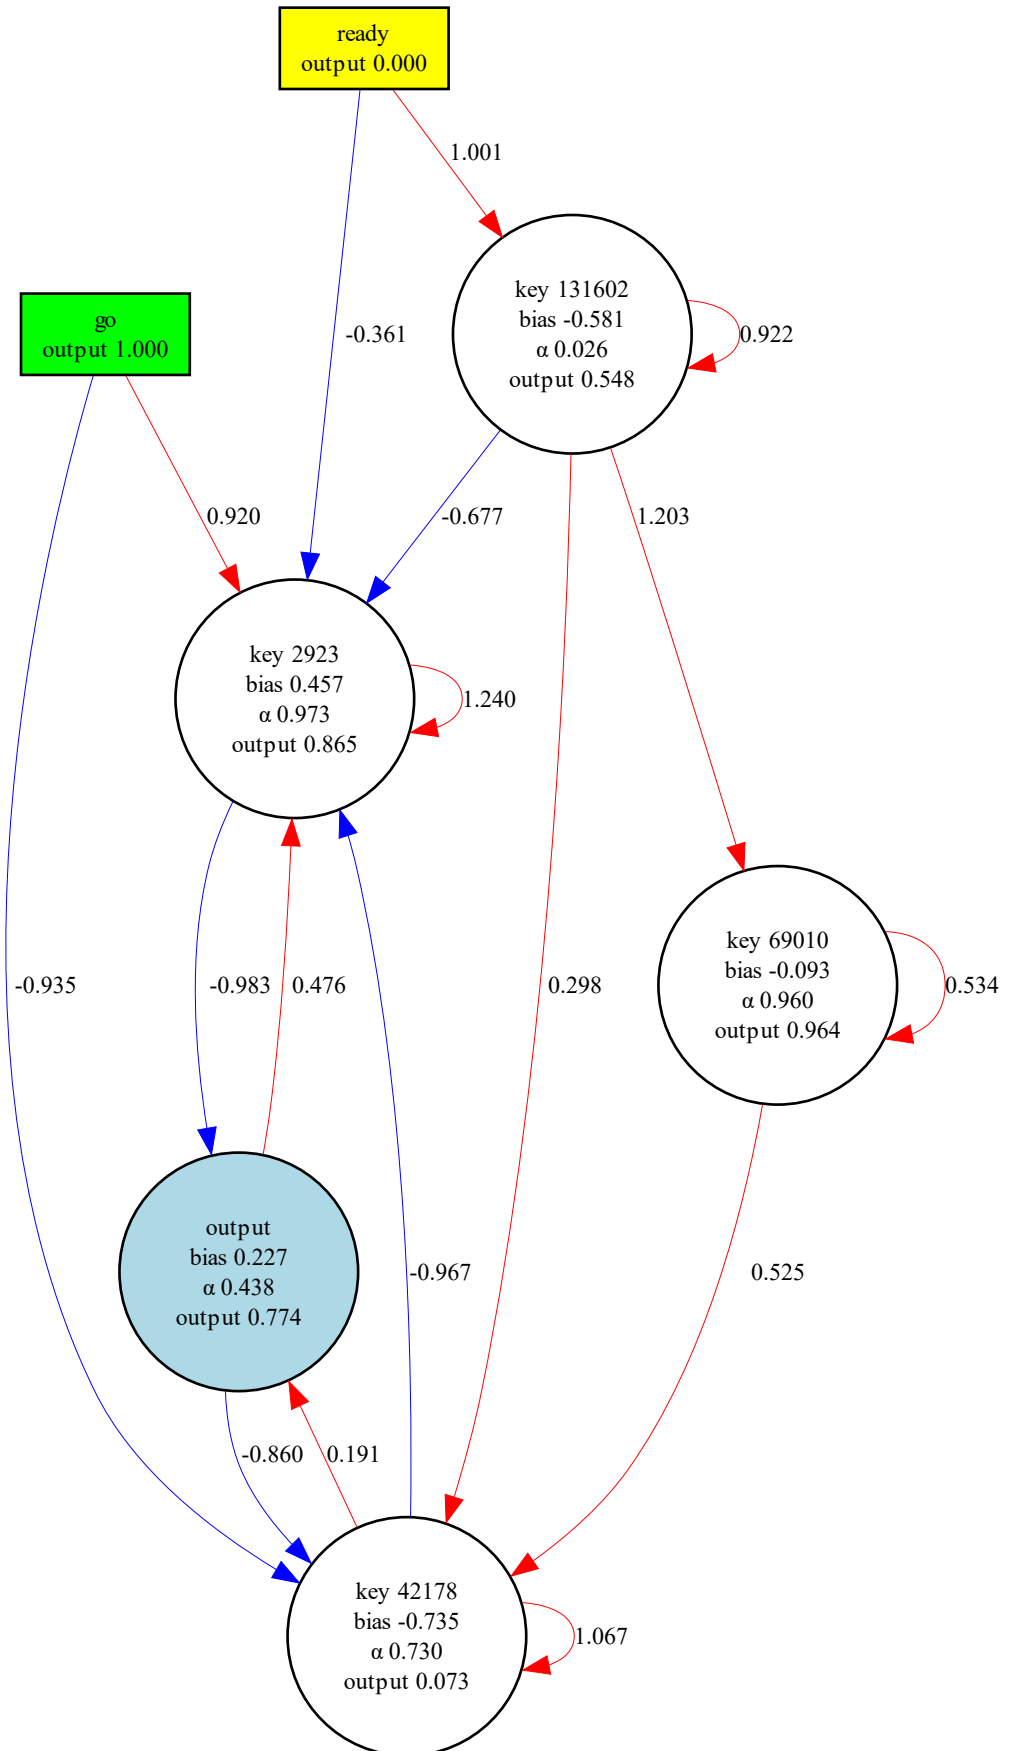 ready
output 0.000
1.001
key 131602
bias -0.581
α 0.026
output 0.548
0.922
-0.361
go
output 1.000
0.920
-0.677
1.203
key 2923
bias 0.457
α 0.973
output 0.865
1.240
key 69010
bias -0.093
α 0.960
output 0.964
0.534
-0.935
-0.983
0.476
0.298
output
bias 0.227
α 0.438
output 0.774
-0.967
0.525
-0.860
0.191
key 42178
bias -0.735
α 0.730
output 0.073
1.067